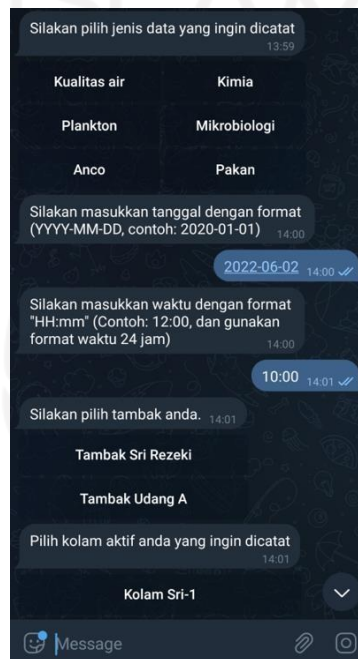 Silakan pilih jenis data yang ingin dicatat
13:59
Kualitas air Kimia
Plankton Mikrobiologi
Anco Pakan
Silakan masukkan tanggal dengan format
(YYYY-MM-DD, contoh: 2020-01-01) 14:00
2022-06-02 14:00
Silakan masukkan waktu dengan format
"HH:mm" (Contoh: 12:00, dan gunakan
format waktu 24 jam) 14:00
10:00 14:01
Silakan pilih tambak anda. 14:01
Tambak Sri Rezeki
Tambak Udang A
Pilih kolam aktif anda yang ingin dicatat
14:01
Kolam Sri-1
Message